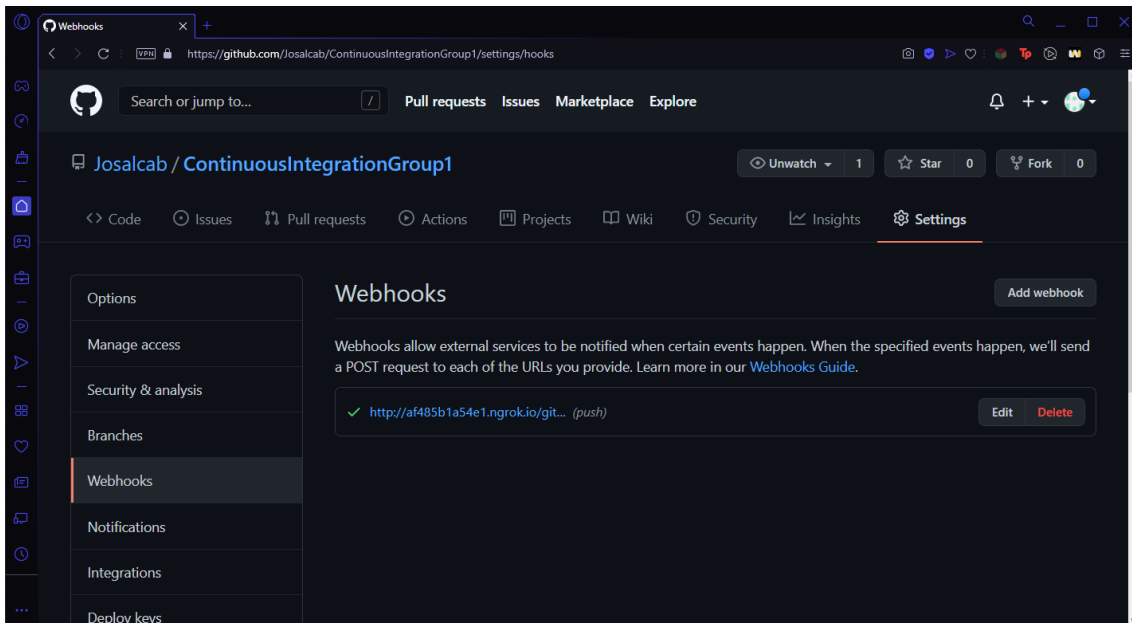 Webhooks
VPN https://github.com/Josalcab/ContinuousIntegrationGroup1/settings/hooks
Tp
Search or jump to... / Pull requests Issues Marketplace Explore
Josalcab / ContinuousIntegrationGroup1 Unwatch 1 Star 0 Fork 0
Code Issues Pull requests Actions Projects Wiki Security Insights Settings
Options
Manage access
Security & analysis
Branches
Webhooks
Notifications
Integrations
Deploy keys
Webhooks Add webhook
Webhooks allow external services to be notified when certain events happen. When the specified events happen, we'll send
a POST request to each of the URLs you provide. Learn more in our Webhooks Guide.
http://af485b1a54e1.ngrok.io/git... (push) Edit Delete